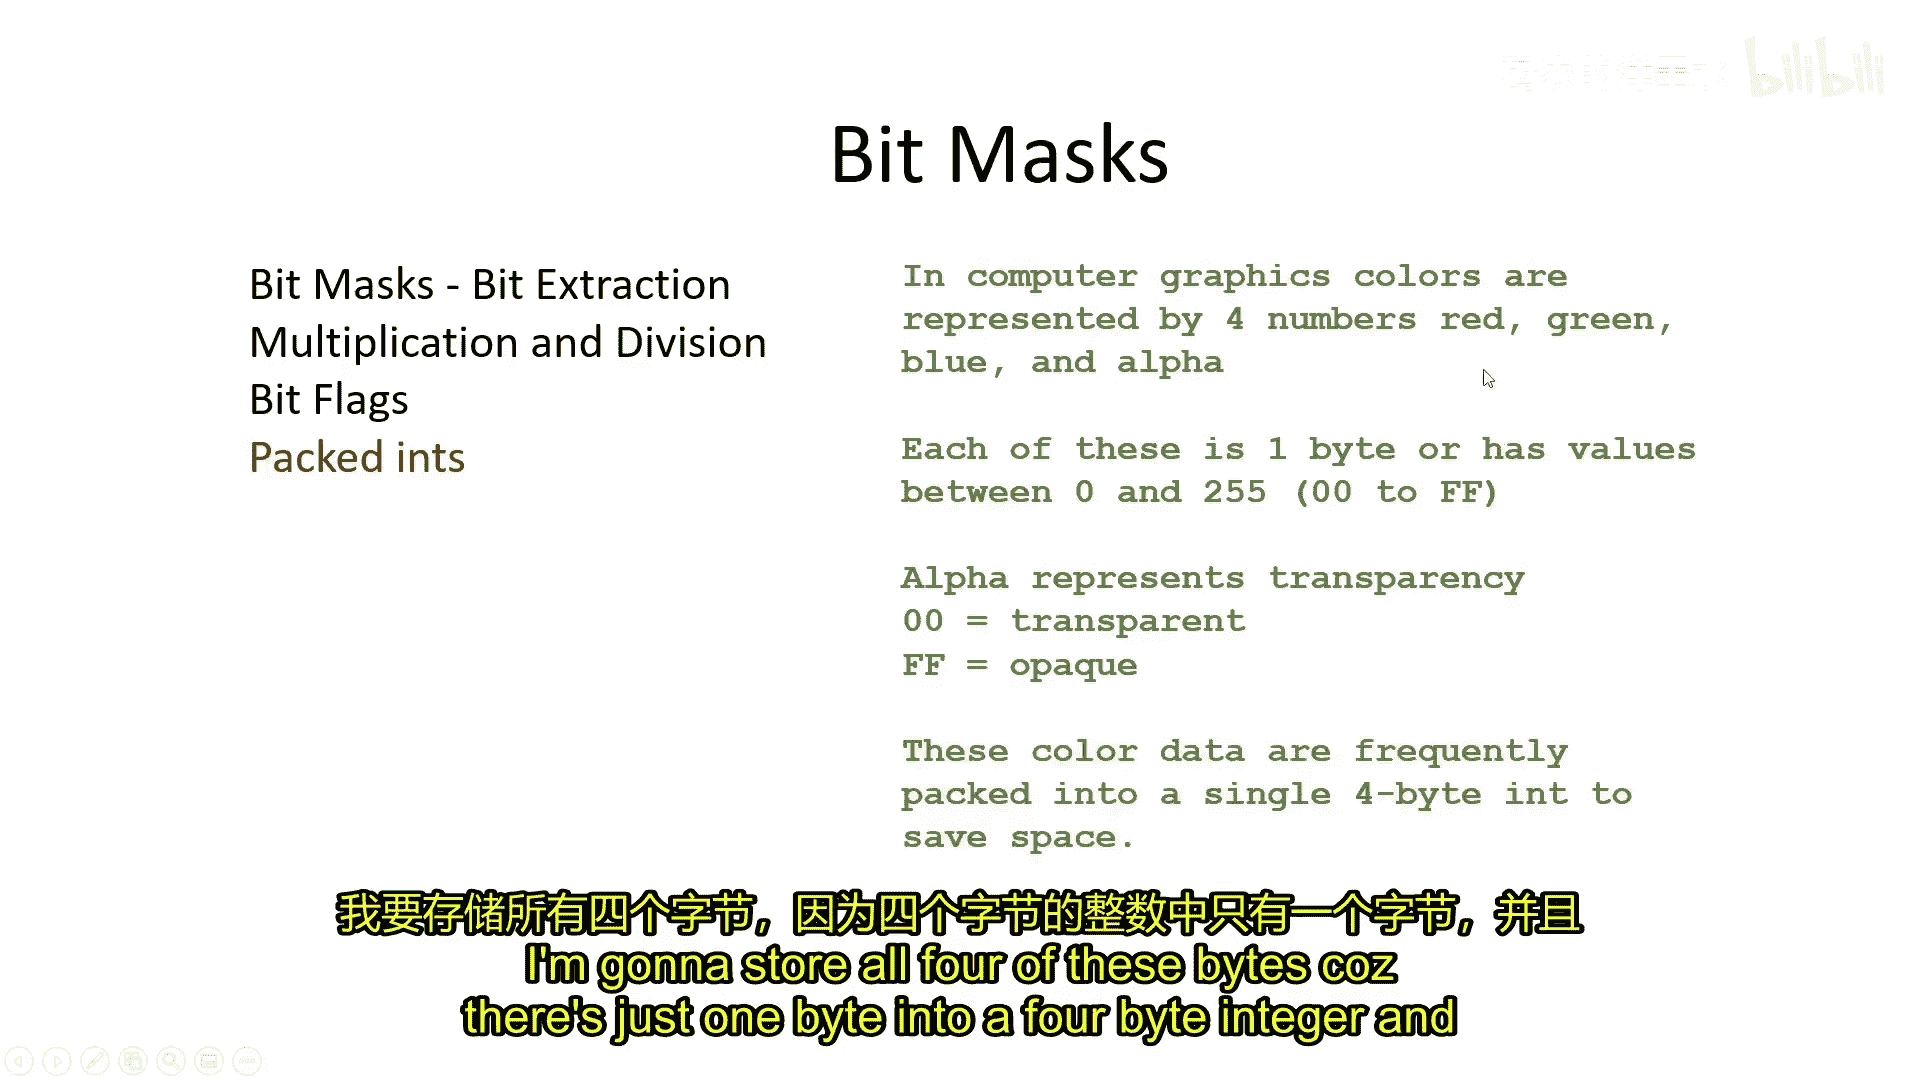 bilibili
Bit Masks
Bit Masks - Bit Extraction
Multiplication and Division
Bit Flags
Packed ints
In computer graphics colors are
represented by 4 numbers red, green,
blue, and alpha
Each of these is 1 byte or has values
between 0 and 255 (00 to FF)
Alpha represents transparency
00 = transparent
FF = opaque
These color data are frequently
packed into a single 4-byte int to
save space.
我要存储所有四个字节，因为四个字节的整数中只有一个字节，并且
I'm gonna store all four of these bytes coz
there's just one byte into a four byte integer and